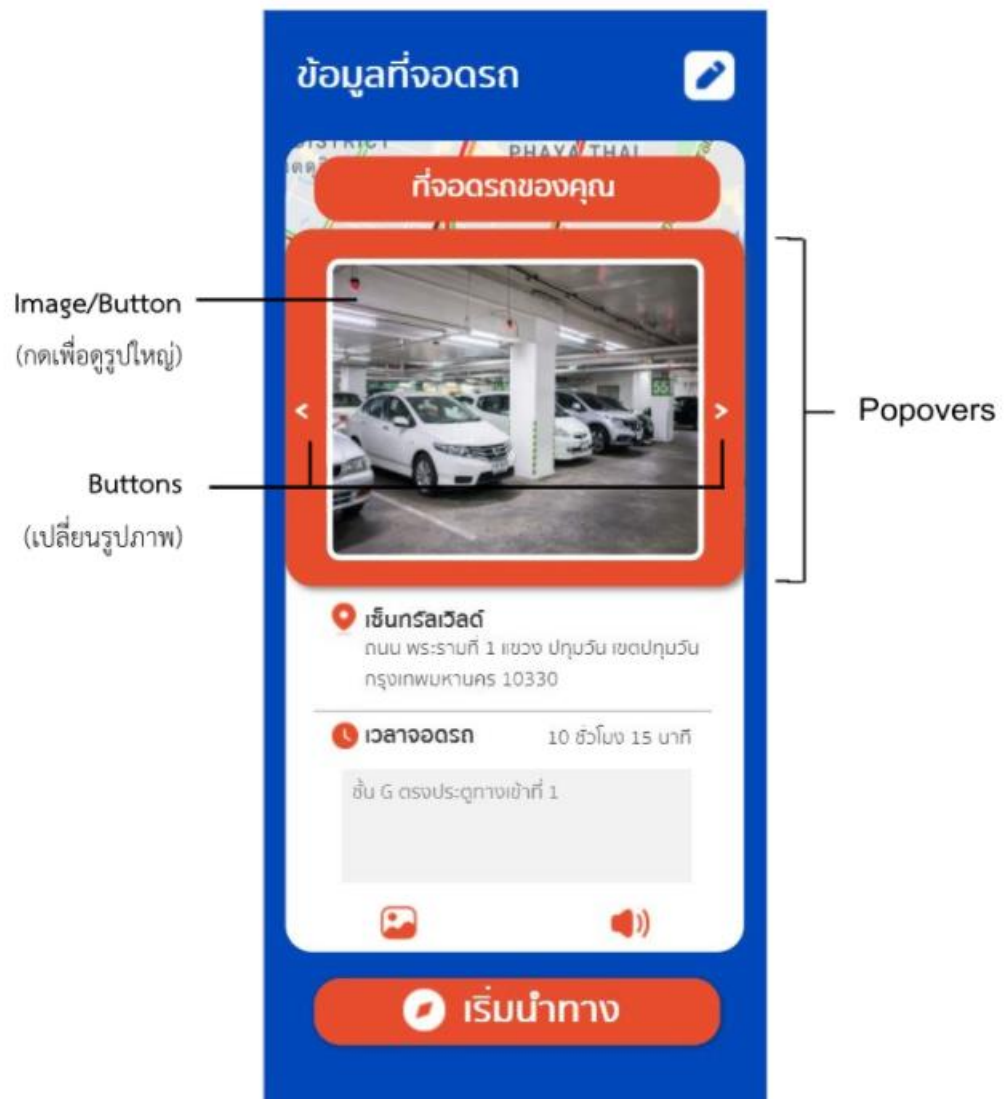 ข้อมูลที่จอดรถ
DISTRICT
PHAYA THAI
ที่จอดรถของคุณ
Image/Button
(กดเพื่อดูรูปใหญ่)
55
<
>
Popovers
Buttons
(เปลี่ยนรูปภาพ)
เซ็นทรัลเวิลด์
ถนน พระรามที่ 1 แขวง ปทุมวัน เขตปทุมวัน
กรุงเทพมหานคร 10330
เวลาจอดรถ 10 ชั่วโมง 15 นาที
ชั้น G ตรงประตูทางเข้าที่ 1
เริ่มนำทาง